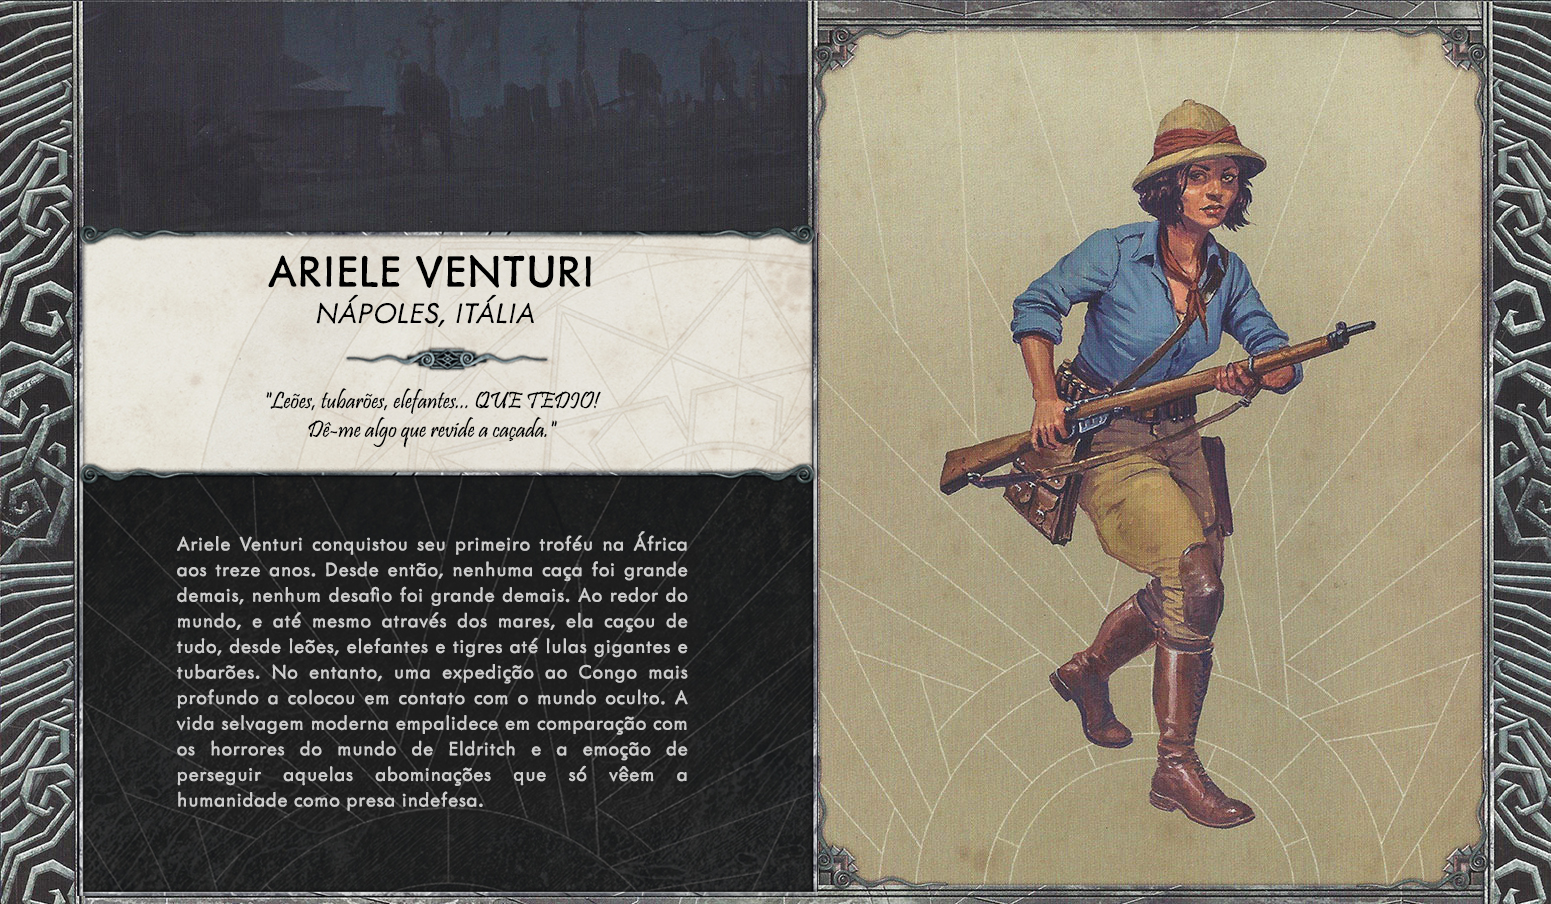 ARIELE VENTURI
NÁPOLES, ITÁLIA
"Leões, tubarões, elefantes... QUE TEDIO!
Dê-me algo que revide a caçada."
Ariele Venturi conquistou seu primeiro troféu na África
aos treze anos. Desde então, nenhuma caça foi grande
demais, nenhum desafio foi grande demais. Ao redor do
mundo, e até mesmo através dos mares, ela caçou de
tudo, desde leões, elefantes e tigres até lulas gigantes e
tubarões. No entanto, uma expedição ao Congo mais
profundo a colocou em contato com o mundo oculto. A
vida selvagem moderna empalidece em comparação com
os horrores do mundo de Eldritch e a emoção de
perseguir aquelas abominações que só vêem a
humanidade como presa indefesa.